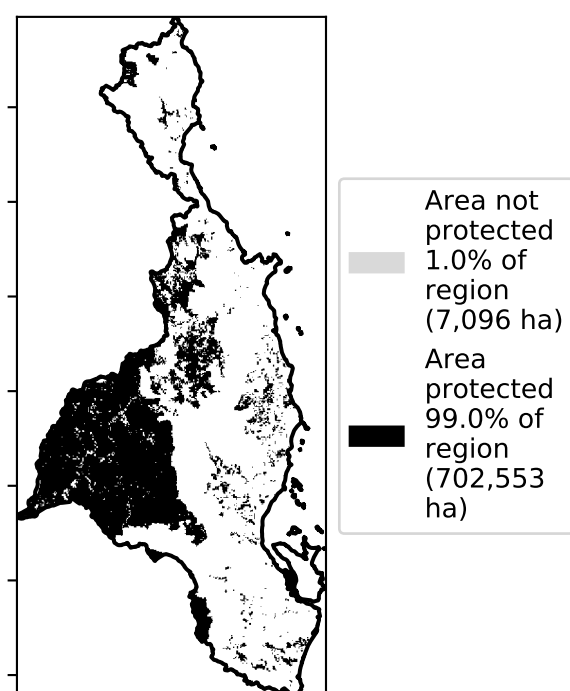 Area not
protected
1.0% of
region
(7,096 ha)
Area
protected
99.0% of
region
(702,553
ha)